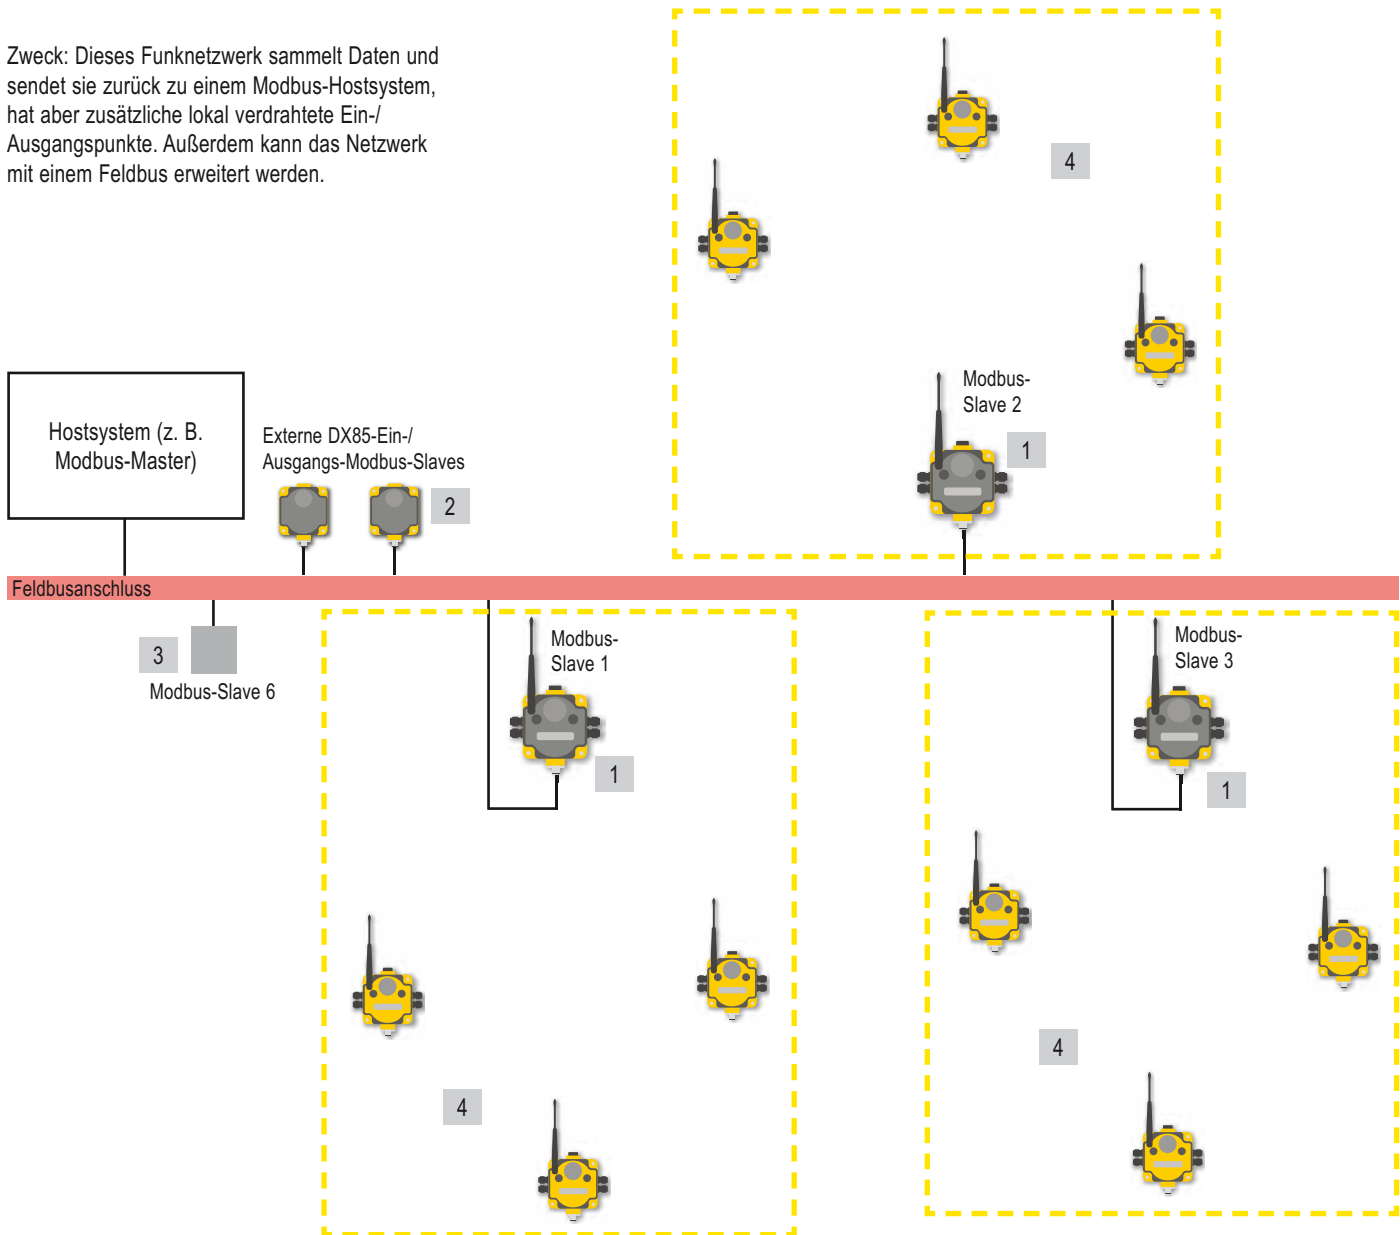 Zweck: Dieses Funknetzwerk sammelt Daten und
sendet sie zurück zu einem Modbus-Hostsystem,
hat aber zusätzliche lokal verdrahtete Ein-/
Ausgangspunkte. Außerdem kann das Netzwerk
mit einem Feldbus erweitert werden.
4
Modbus-
Slave 2
1
Hostsystem (z. B.
Modbus-Master)
Externe DX85-Ein-/
Ausgangs-Modbus-Slaves
2
Feldbusanschluss
3
Modbus-Slave 6
Modbus-
Slave 1
1
4
Modbus-
Slave 3
1
4